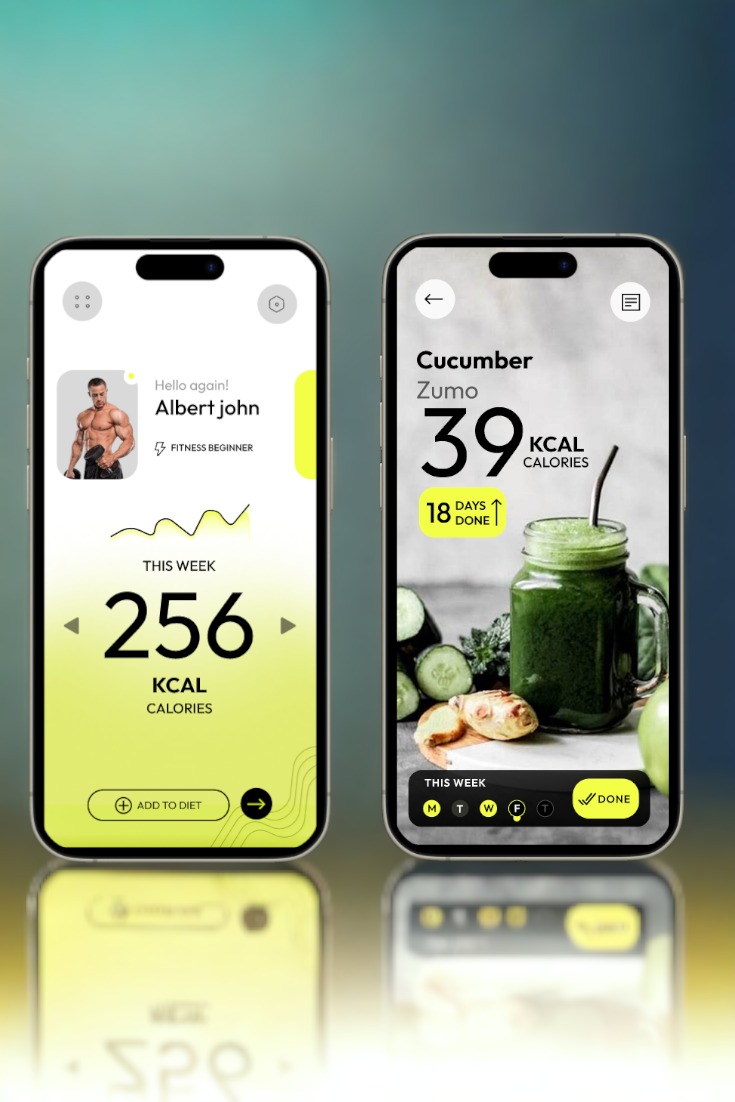 Hello again!
Albert john
FITNESS BEGINNER
THIS WEEK
256
KCAL
CALORIES
ADD TO DIET
Cucumber
Zumo
39 KCAL
CALORIES
18 DAYS
DONE
THIS WEEK
M T W F T
DONE